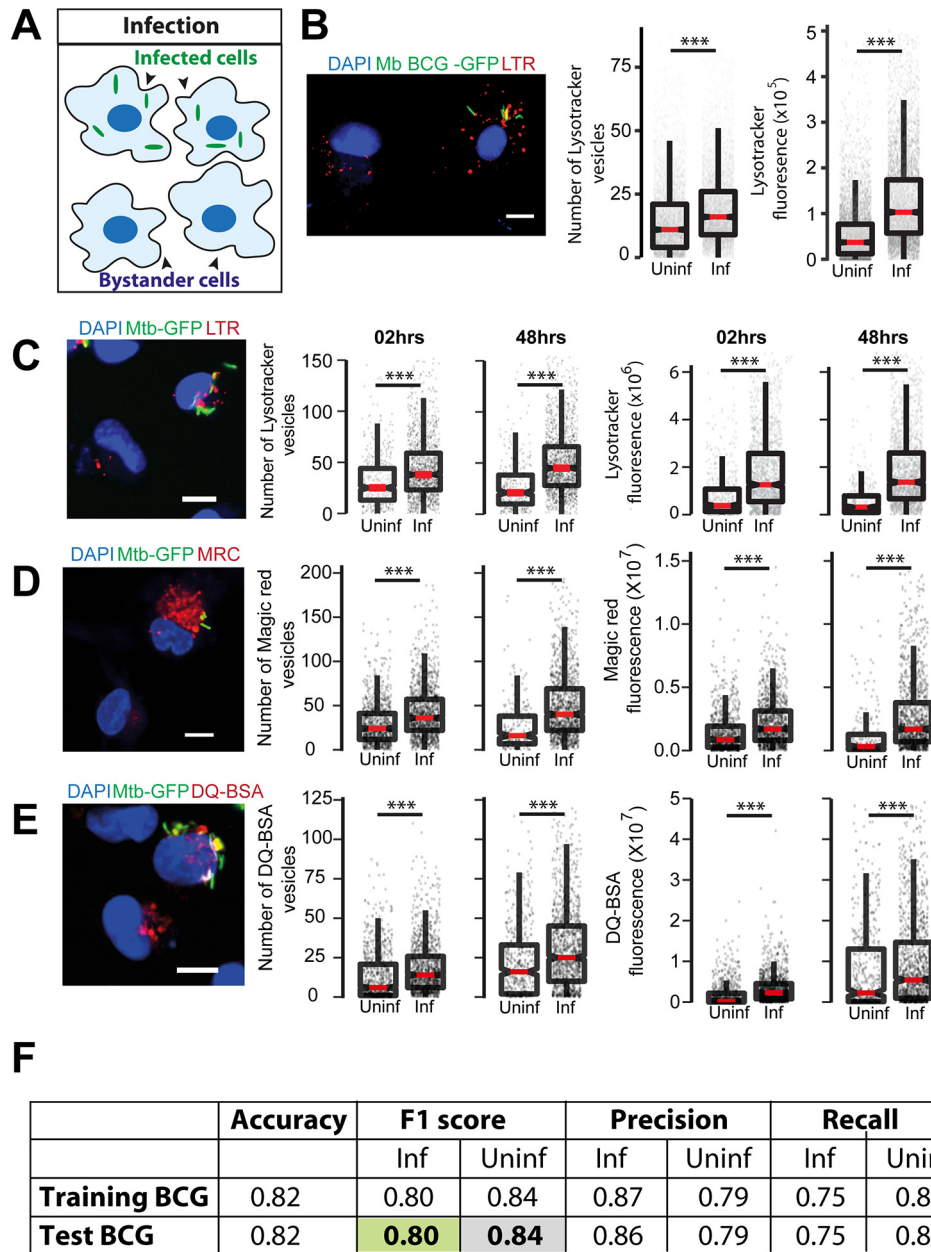 A
Infection
Infected cells
Bystander cells
B
DAPI Mb BCG -GFP LTR
Number of Lysotracker
vesicles
75
50
25
0
Uninf Inf
***
Lysotracker
fluoresence (x10^5)
5
4
3
2
1
0
Uninf Inf
***
C
DAPI Mtb-GFP LTR
02hrs
48hrs
02hrs
48hrs
Number of Lysotracker
vesicles
150
100
50
0
***
***
Uninf Inf
Uninf Inf
Lysotracker
fluoresence (x10^6)
6
4
2
0
***
***
Uninf Inf
Uninf Inf
D
DAPI Mtb-GFP MRC
Number of Magic red
vesicles
200
150
100
50
0
***
***
Uninf Inf
Uninf Inf
Magic red
fluorescence (X10^7)
1.5
1.0
0.5
0.0
***
***
Uninf Inf
Uninf Inf
E
DAPI Mtb-GFP DQ-BSA
Number of DQ-BSA
vesicles
125
100
75
50
25
0
***
***
Uninf Inf
Uninf Inf
DQ-BSA
fluorescence (X10^7)
5
4
3
2
1
0
***
***
Uninf Inf
Uninf Inf
F
Accuracy F1 score Precision Recall
Inf Uninf Inf Uninf Inf
Training BCG 0.82 0.80 0.84 0.87 0.79 0.75
Test BCG 0.82 0.80 0.84 0.86 0.79 0.75